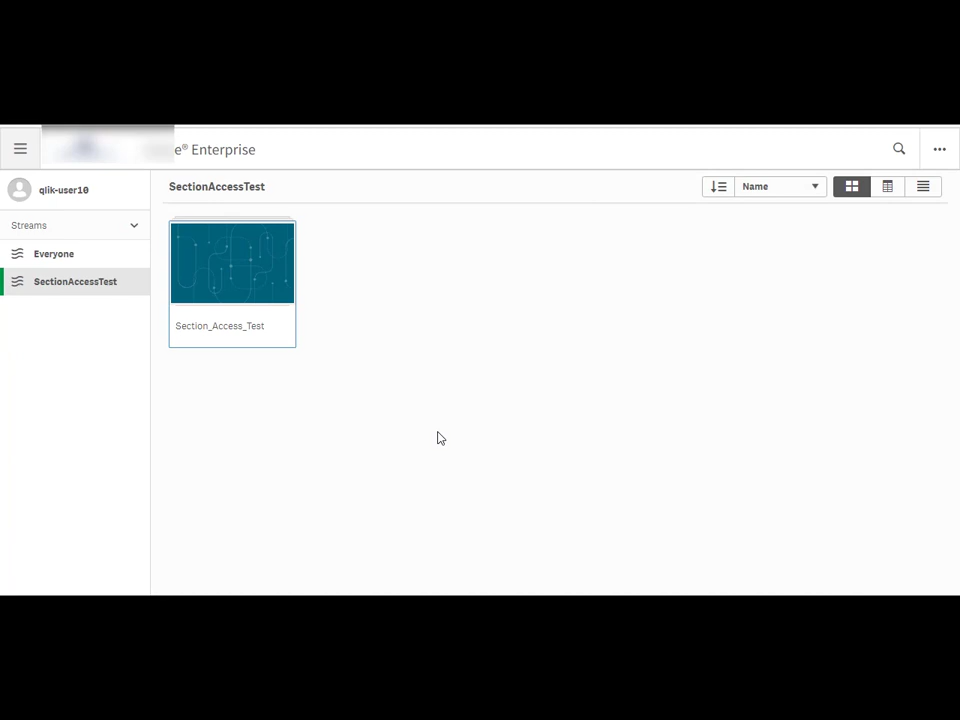 e® Enterprise
qlik-user10
SectionAccessTest
Name
Streams
Everyone
SectionAccessTest
Section_Access_Test